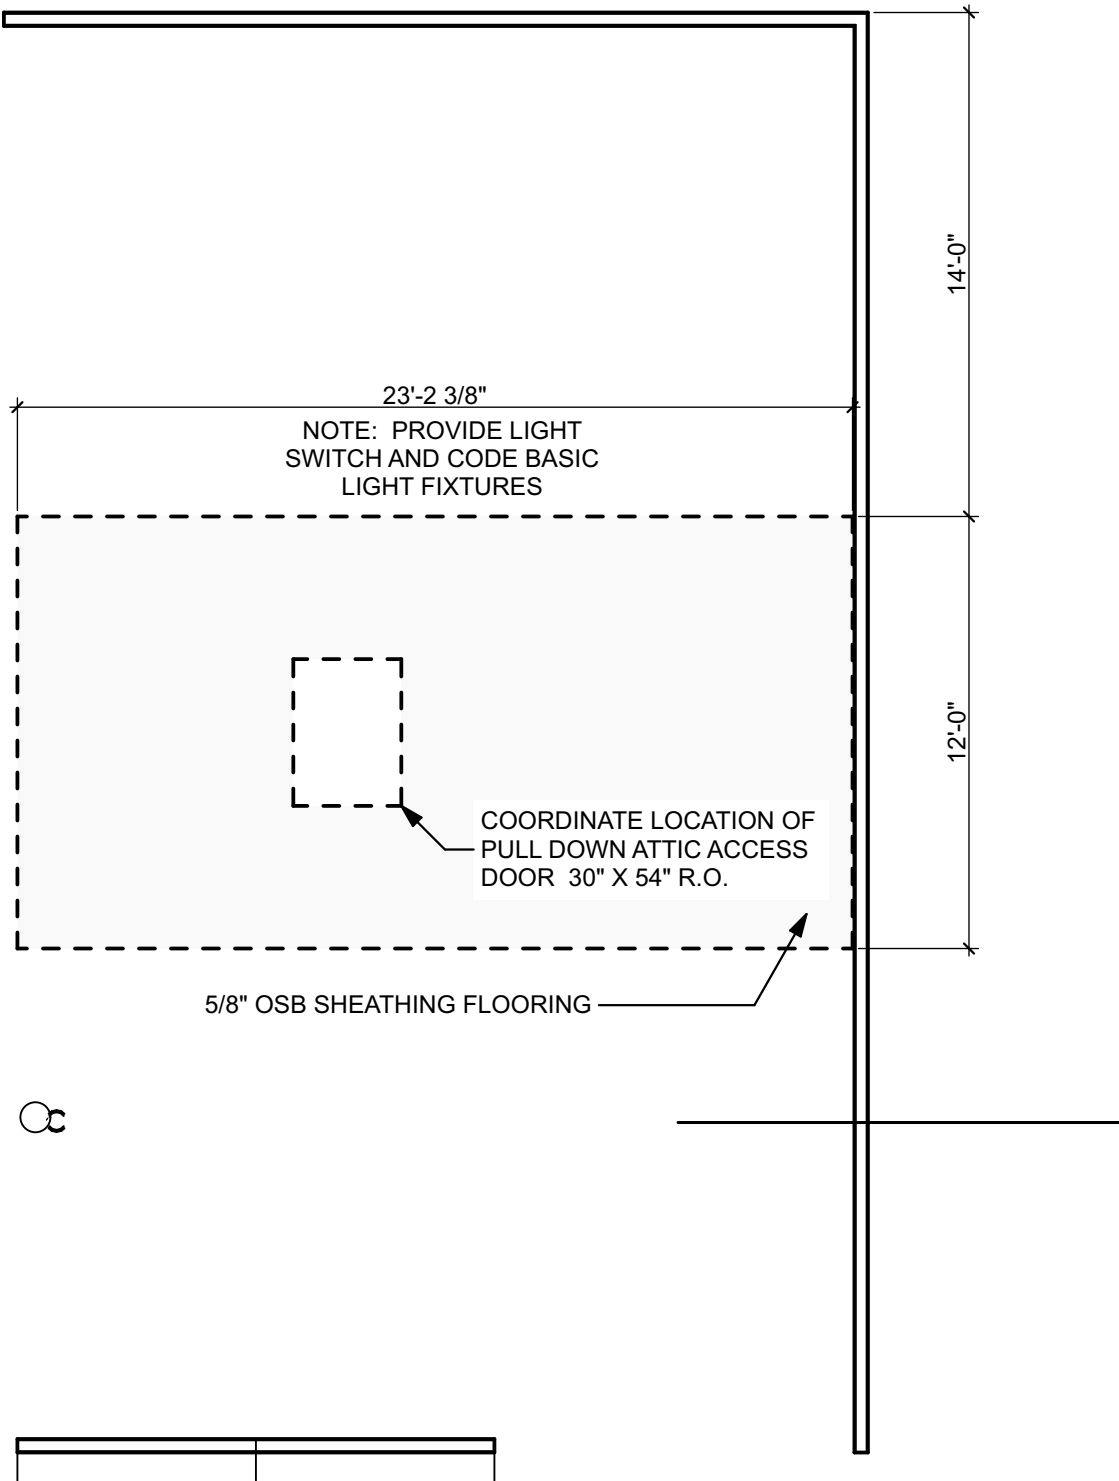 14'-0"
23'-2 3/8"
NOTE:  PROVIDE LIGHT
SWITCH AND CODE BASIC
LIGHT FIXTURES
12'-0"
COORDINATE LOCATION OF
PULL DOWN ATTIC ACCESS
DOOR  30" X 54" R.O.
5/8" OSB SHEATHING FLOORING